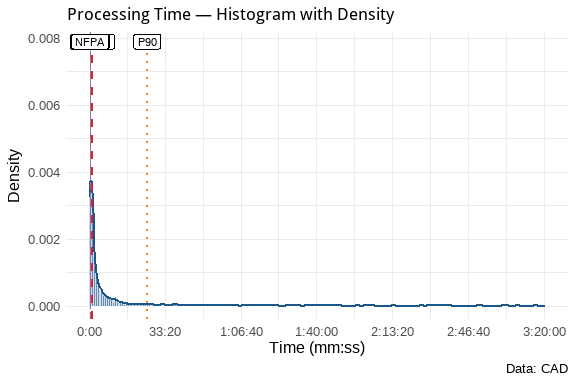 Processing Time — Histogram with Density
0.008
NFPA
P90
0.006
Density
0.004
0.002
0.000
0:00
33:20
1:06:40
1:40:00
2:13:20
2:46:40
3:20:00
Time (mm:ss)
Data: CAD